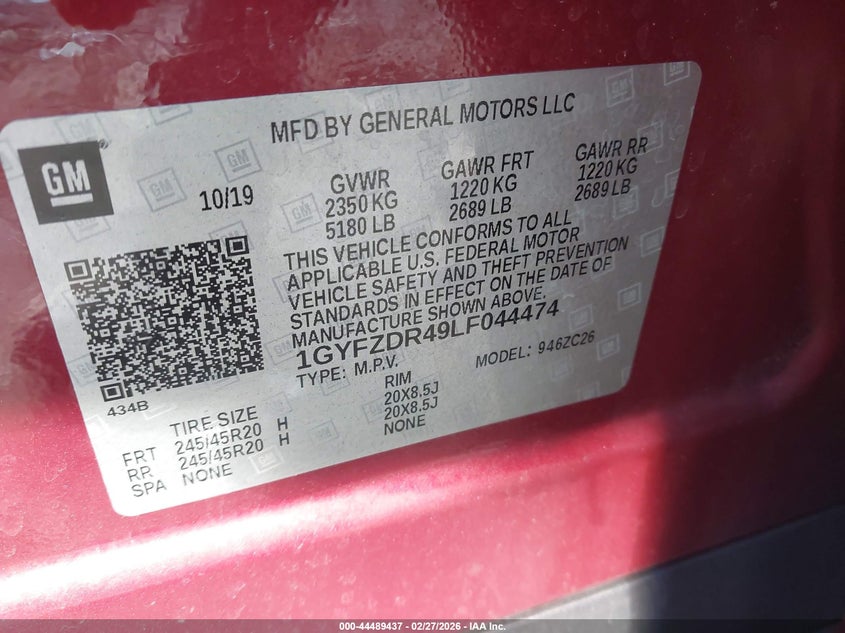 MFD BY GENERAL MOTORS LLC
GM
10/19
GVWR
2350 KG
5180 LB
GAWR FRT
1220 KG
2689 LB
GAWR RR
1220 KG
2689 LB
THIS VEHICLE CONFORMS TO ALL
APPLICABLE U.S. FEDERAL MOTOR
VEHICLE SAFETY AND THEFT PREVENTION
STANDARDS IN EFFECT ON THE DATE OF
MANUFACTURE SHOWN ABOVE.
1GYFZDR49LF044474
TYPE: M.P.V. MODEL: 946ZC26
434B
TIRE SIZE RIM
FRT 245/45R20 H 20X8.5J
RR 245/45R20 H 20X8.5J
SPA NONE NONE
000-44489437 - 02/27/2026 - IAA Inc.